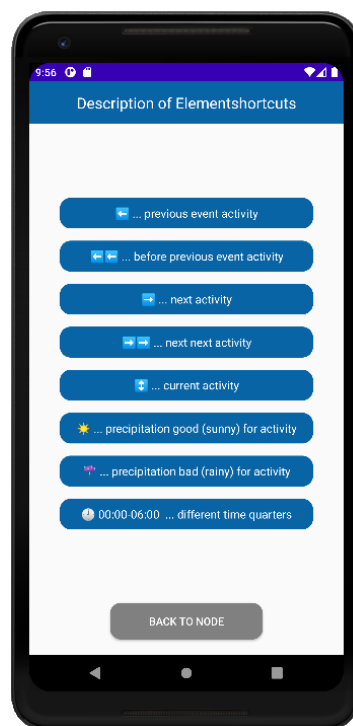 9:56
Description of Elementshortcuts
⬅️ ... previous event activity
⬅️⬅️ ... before previous event activity
➡️ ... next activity
➡️➡️ ... next next activity
↕️ ... current activity
☀️ ... precipitation good (sunny) for activity
☔ ... precipitation bad (rainy) for activity
🕗 00:00-06:00 ... different time quarters
BACK TO NODE